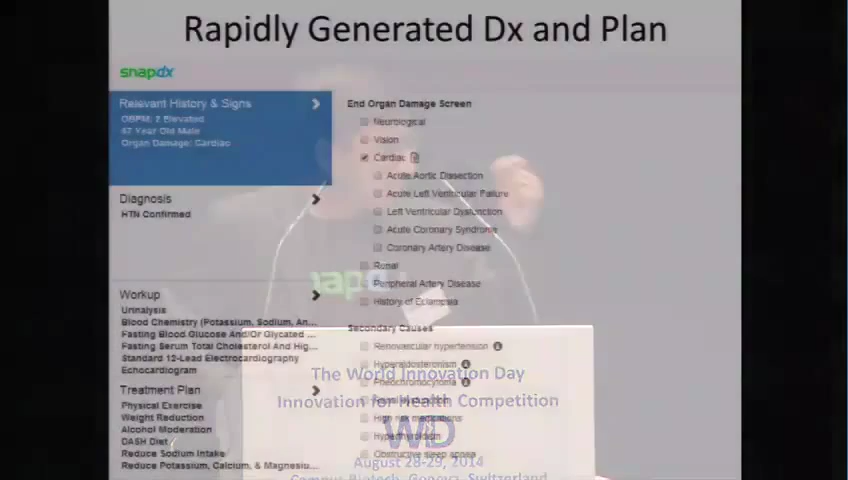 Rapidly Generated Dx and Plan
snapdx
Relevant History & Signs
OBPM: 2 Elevated
47 Year Old Male
Organ Damage: Cardiac
Diagnosis
HTN Confirmed
Workup
Urinalysis
Blood Chemistry (Potassium, Sodium, An...
Fasting Blood Glucose And/Or Glycated ...
Fasting Serum Total Cholesterol And Hig...
Standard 12-Lead Electrocardiography
Echocardiogram
Treatment Plan
Physical Exercise
Weight Reduction
Alcohol Moderation
DASH Diet
Reduce Sodium Intake
Reduce Potassium, Calcium, & Magnesiu...
End Organ Damage Screen
Neurological
Vision
Cardiac
Acute Aortic Dissection
Acute Left Ventricular Failure
Left Ventricular Dysfunction
Acute Coronary Syndrome
Coronary Artery Disease
Renal
Peripheral Artery Disease
History of Eclampsia
Secondary Causes
Renovascular hypertension
Hyperaldosteronism
Pheochromocytoma
High risk medications
Hyperthyroidism
Obstructive sleep apnea
snapd
The World Innovation Day
Innovation for Health Competition
WID
August 28-29, 2014
Campus Biotech, Geneva, Switzerland